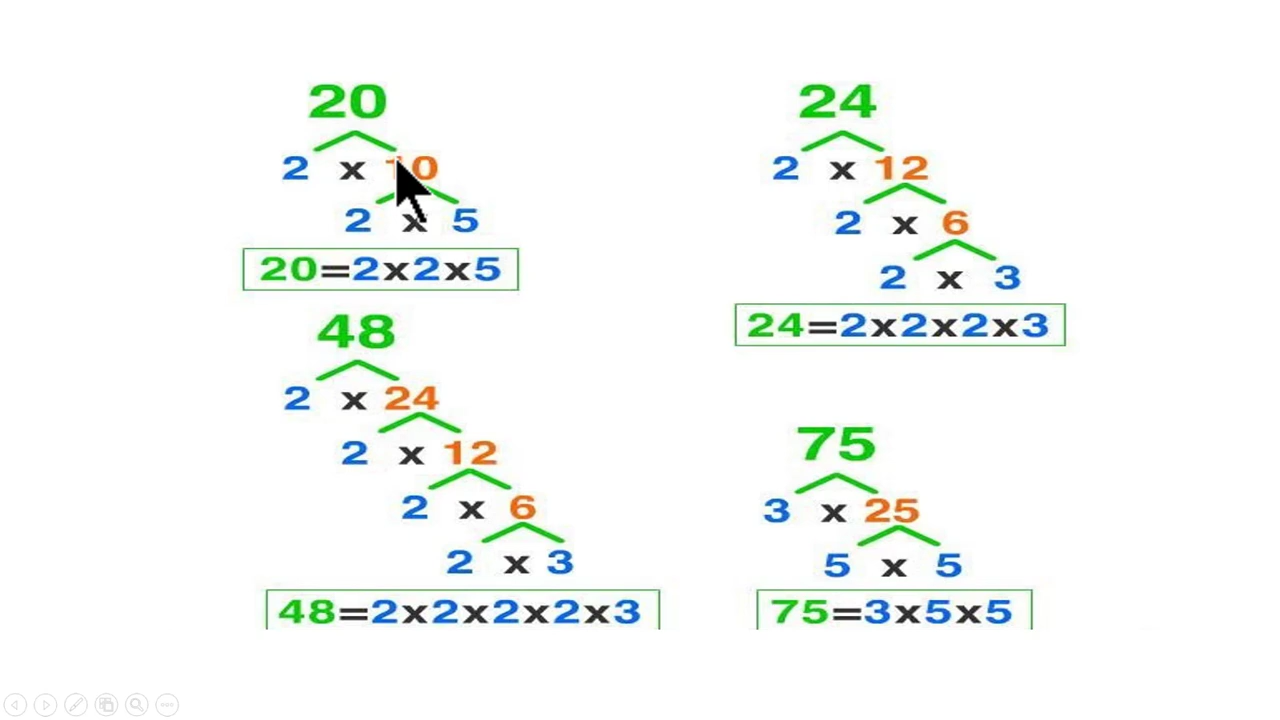 20
2 x 10
2 x 5
20=2x2x5
24
2 x 12
2 x 6
2 x 3
24=2x2x2x3
48
2 x 24
2 x 12
2 x 6
2 x 3
48=2x2x2x2x3
75
3 x 25
5 x 5
75=3x5x5